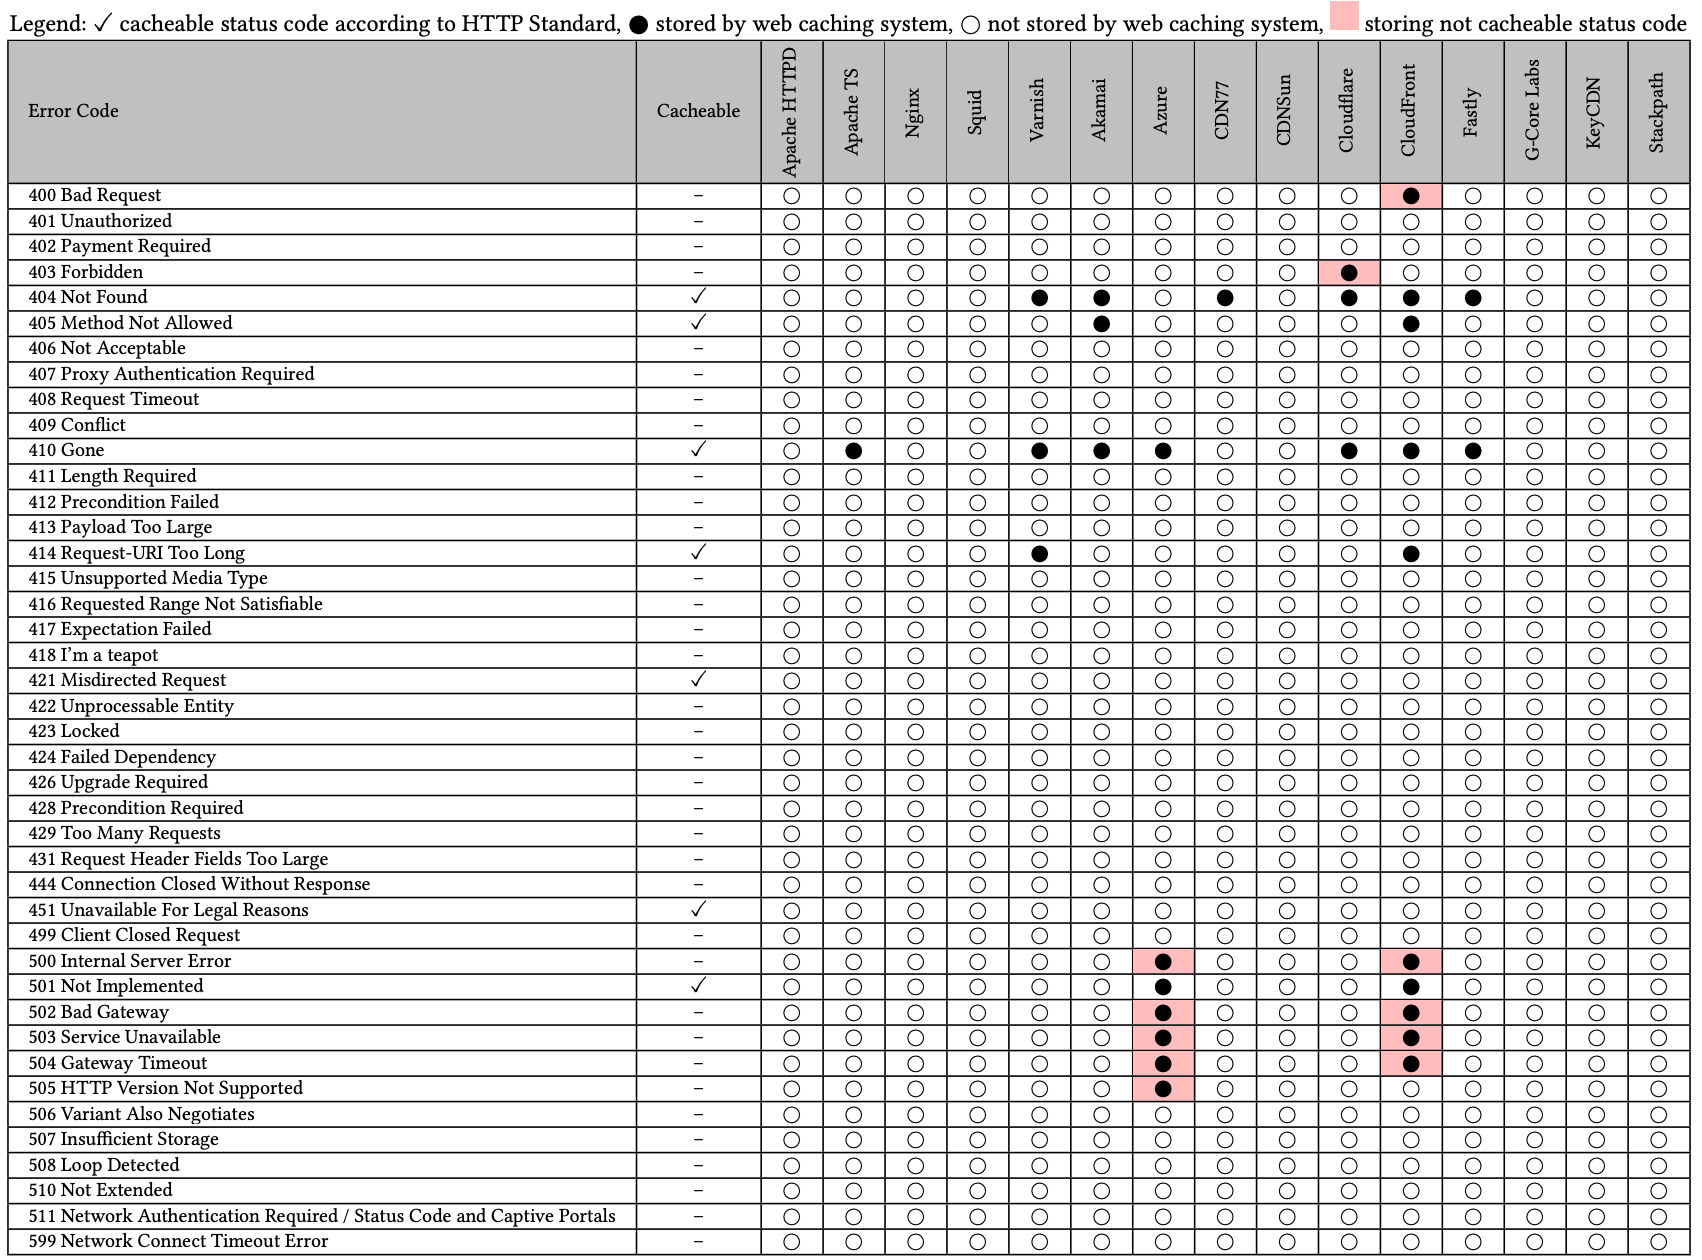 Legend: ✓ cacheable status code according to HTTP Standard, ● stored by web caching system, ○ not stored by web caching system, storing not cacheable status code
Error Code Cacheable Apache HTTPD Apache TS Nginx Squid Varnish Akamai Azure CDN77 CDNSun Cloudflare CloudFront Fastly G-Core Labs KeyCDN Stackpath
400 Bad Request – ○ ○ ○ ○ ○ ○ ○ ○ ○ ○ ● ○ ○ ○ ○
401 Unauthorized – ○ ○ ○ ○ ○ ○ ○ ○ ○ ○ ○ ○ ○ ○ ○
402 Payment Required – ○ ○ ○ ○ ○ ○ ○ ○ ○ ○ ○ ○ ○ ○ ○
403 Forbidden – ○ ○ ○ ○ ○ ○ ○ ○ ○ ● ○ ○ ○ ○ ○
404 Not Found ✓ ○ ○ ○ ○ ● ● ○ ● ○ ● ● ● ○ ○ ○
405 Method Not Allowed ✓ ○ ○ ○ ○ ○ ● ○ ○ ○ ○ ● ○ ○ ○ ○
406 Not Acceptable – ○ ○ ○ ○ ○ ○ ○ ○ ○ ○ ○ ○ ○ ○ ○
407 Proxy Authentication Required – ○ ○ ○ ○ ○ ○ ○ ○ ○ ○ ○ ○ ○ ○ ○
408 Request Timeout – ○ ○ ○ ○ ○ ○ ○ ○ ○ ○ ○ ○ ○ ○ ○
409 Conflict – ○ ○ ○ ○ ○ ○ ○ ○ ○ ○ ○ ○ ○ ○ ○
410 Gone ✓ ○ ● ○ ○ ● ● ● ○ ○ ● ● ● ○ ○ ○
411 Length Required – ○ ○ ○ ○ ○ ○ ○ ○ ○ ○ ○ ○ ○ ○ ○
412 Precondition Failed – ○ ○ ○ ○ ○ ○ ○ ○ ○ ○ ○ ○ ○ ○ ○
413 Payload Too Large – ○ ○ ○ ○ ○ ○ ○ ○ ○ ○ ○ ○ ○ ○ ○
414 Request-URI Too Long ✓ ○ ○ ○ ○ ● ○ ○ ○ ○ ○ ● ○ ○ ○ ○
415 Unsupported Media Type – ○ ○ ○ ○ ○ ○ ○ ○ ○ ○ ○ ○ ○ ○ ○
416 Requested Range Not Satisfiable – ○ ○ ○ ○ ○ ○ ○ ○ ○ ○ ○ ○ ○ ○ ○
417 Expectation Failed – ○ ○ ○ ○ ○ ○ ○ ○ ○ ○ ○ ○ ○ ○ ○
418 I'm a teapot – ○ ○ ○ ○ ○ ○ ○ ○ ○ ○ ○ ○ ○ ○ ○
421 Misdirected Request ✓ ○ ○ ○ ○ ○ ○ ○ ○ ○ ○ ○ ○ ○ ○ ○
422 Unprocessable Entity – ○ ○ ○ ○ ○ ○ ○ ○ ○ ○ ○ ○ ○ ○ ○
423 Locked – ○ ○ ○ ○ ○ ○ ○ ○ ○ ○ ○ ○ ○ ○ ○
424 Failed Dependency – ○ ○ ○ ○ ○ ○ ○ ○ ○ ○ ○ ○ ○ ○ ○
426 Upgrade Required – ○ ○ ○ ○ ○ ○ ○ ○ ○ ○ ○ ○ ○ ○ ○
428 Precondition Required – ○ ○ ○ ○ ○ ○ ○ ○ ○ ○ ○ ○ ○ ○ ○
429 Too Many Requests – ○ ○ ○ ○ ○ ○ ○ ○ ○ ○ ○ ○ ○ ○ ○
431 Request Header Fields Too Large – ○ ○ ○ ○ ○ ○ ○ ○ ○ ○ ○ ○ ○ ○ ○
444 Connection Closed Without Response – ○ ○ ○ ○ ○ ○ ○ ○ ○ ○ ○ ○ ○ ○ ○
451 Unavailable For Legal Reasons ✓ ○ ○ ○ ○ ○ ○ ○ ○ ○ ○ ○ ○ ○ ○ ○
499 Client Closed Request – ○ ○ ○ ○ ○ ○ ○ ○ ○ ○ ○ ○ ○ ○ ○
500 Internal Server Error – ○ ○ ○ ○ ○ ○ ● ○ ○ ○ ● ○ ○ ○ ○
501 Not Implemented ✓ ○ ○ ○ ○ ○ ○ ● ○ ○ ○ ● ○ ○ ○ ○
502 Bad Gateway – ○ ○ ○ ○ ○ ○ ● ○ ○ ○ ● ○ ○ ○ ○
503 Service Unavailable – ○ ○ ○ ○ ○ ○ ● ○ ○ ○ ● ○ ○ ○ ○
504 Gateway Timeout – ○ ○ ○ ○ ○ ○ ● ○ ○ ○ ● ○ ○ ○ ○
505 HTTP Version Not Supported – ○ ○ ○ ○ ○ ○ ● ○ ○ ○ ○ ○ ○ ○ ○
506 Variant Also Negotiates – ○ ○ ○ ○ ○ ○ ○ ○ ○ ○ ○ ○ ○ ○ ○
507 Insufficient Storage – ○ ○ ○ ○ ○ ○ ○ ○ ○ ○ ○ ○ ○ ○ ○
508 Loop Detected – ○ ○ ○ ○ ○ ○ ○ ○ ○ ○ ○ ○ ○ ○ ○
510 Not Extended – ○ ○ ○ ○ ○ ○ ○ ○ ○ ○ ○ ○ ○ ○ ○
511 Network Authentication Required / Status Code and Captive Portals – ○ ○ ○ ○ ○ ○ ○ ○ ○ ○ ○ ○ ○ ○ ○
599 Network Connect Timeout Error – ○ ○ ○ ○ ○ ○ ○ ○ ○ ○ ○ ○ ○ ○ ○